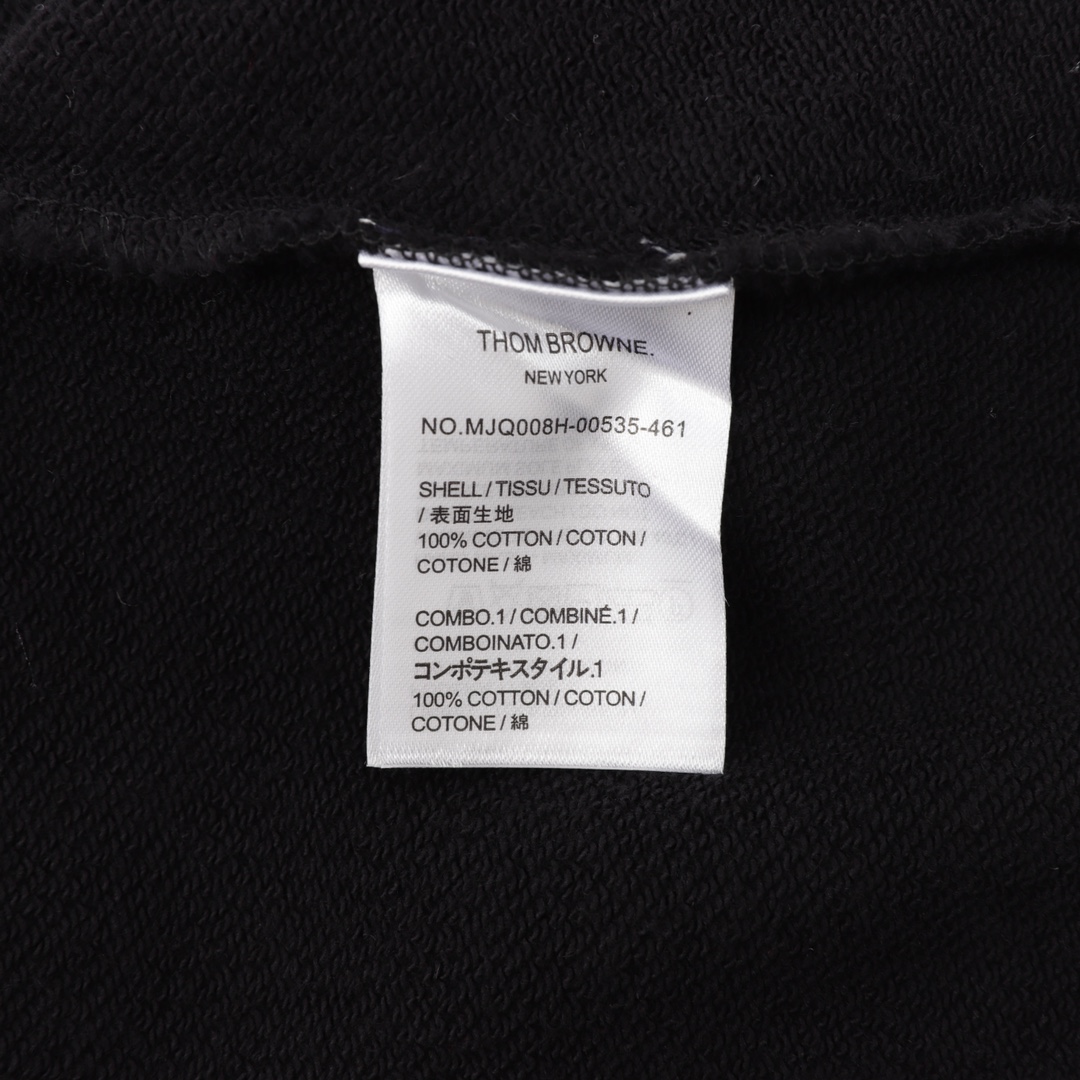 THOM BROWNE.
NEW YORK
NO.MJQ008H-00535-461
SHELL / TISSU / TESSUTO
/ 表面生地
100% COTTON / COTON /
COTONE / 綿
COMBO.1 / COMBINÉ.1 /
COMBOINATO.1 /
コンポテキスタイル.1
100% COTTON / COTON /
COTONE / 綿